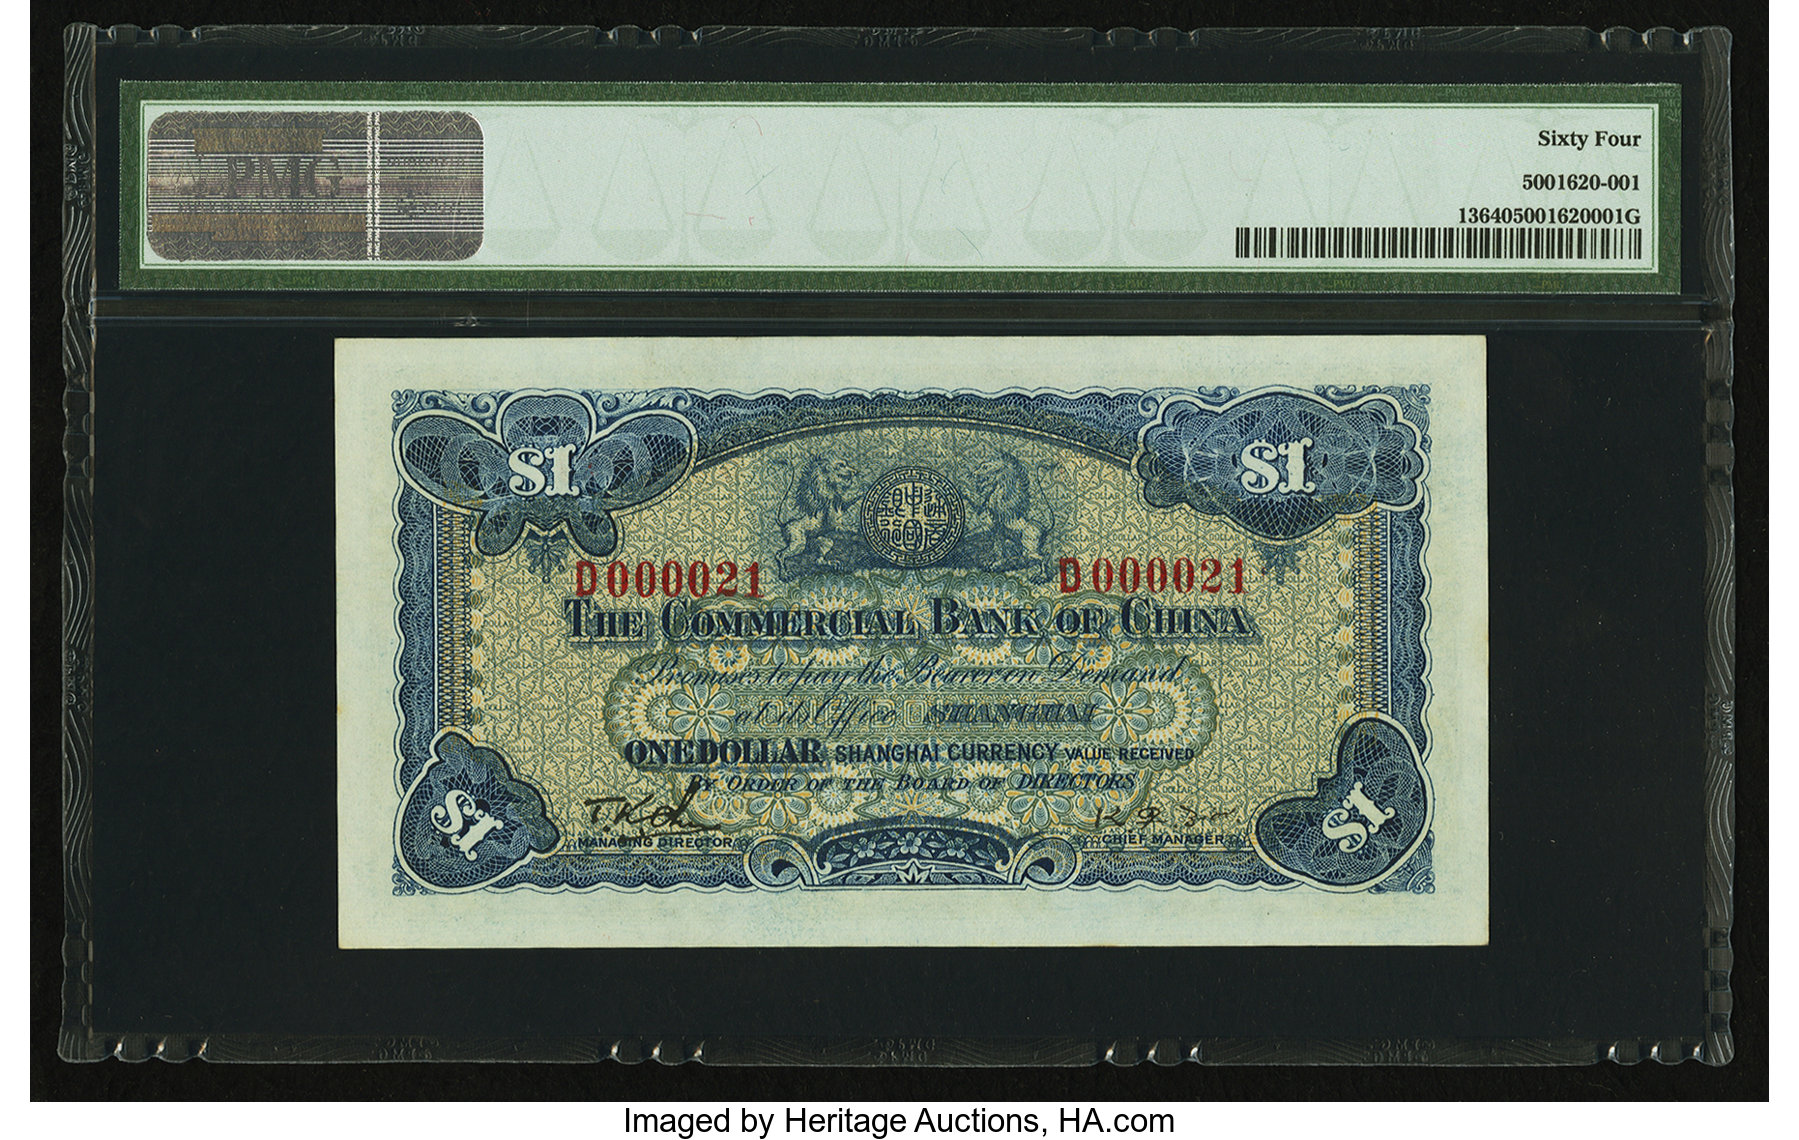 Sixty Four
5001620-001
136405001620001G
PMG
$1 $1
D000021 D000021
THE COMMERCIAL BANK OF CHINA
Promises to pay the Bearer on Demand
at its Office SHANGHAI
ONE DOLLAR SHANGHAI CURRENCY VALUE RECEIVED
BY ORDER OF THE BOARD OF DIRECTORS
$1 $1
MANAGING DIRECTOR CHIEF MANAGER
Imaged by Heritage Auctions, HA.com